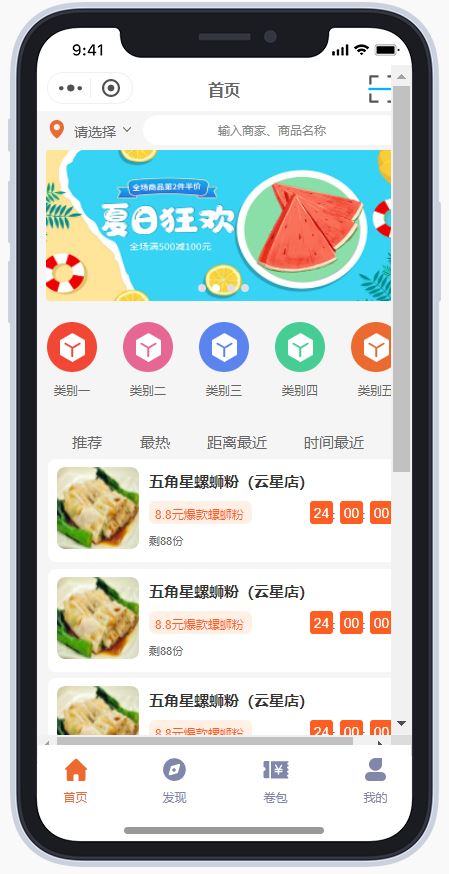 9:41
首页
请选择
输入商家、商品名称
全场商品第2件半价
夏日狂欢
全场满500减100元
类别一 类别二 类别三 类别四 类别五
推荐 最热 距离最近 时间最近
五角星螺蛳粉（云星店）
8.8元爆款螺蛳粉 24 : 00 : 00
剩88份
五角星螺蛳粉（云星店）
8.8元爆款螺蛳粉 24 : 00 : 00
剩88份
五角星螺蛳粉（云星店）
8.8元爆款螺蛳粉 24 : 00 : 00
首页 发现 卷包 我的